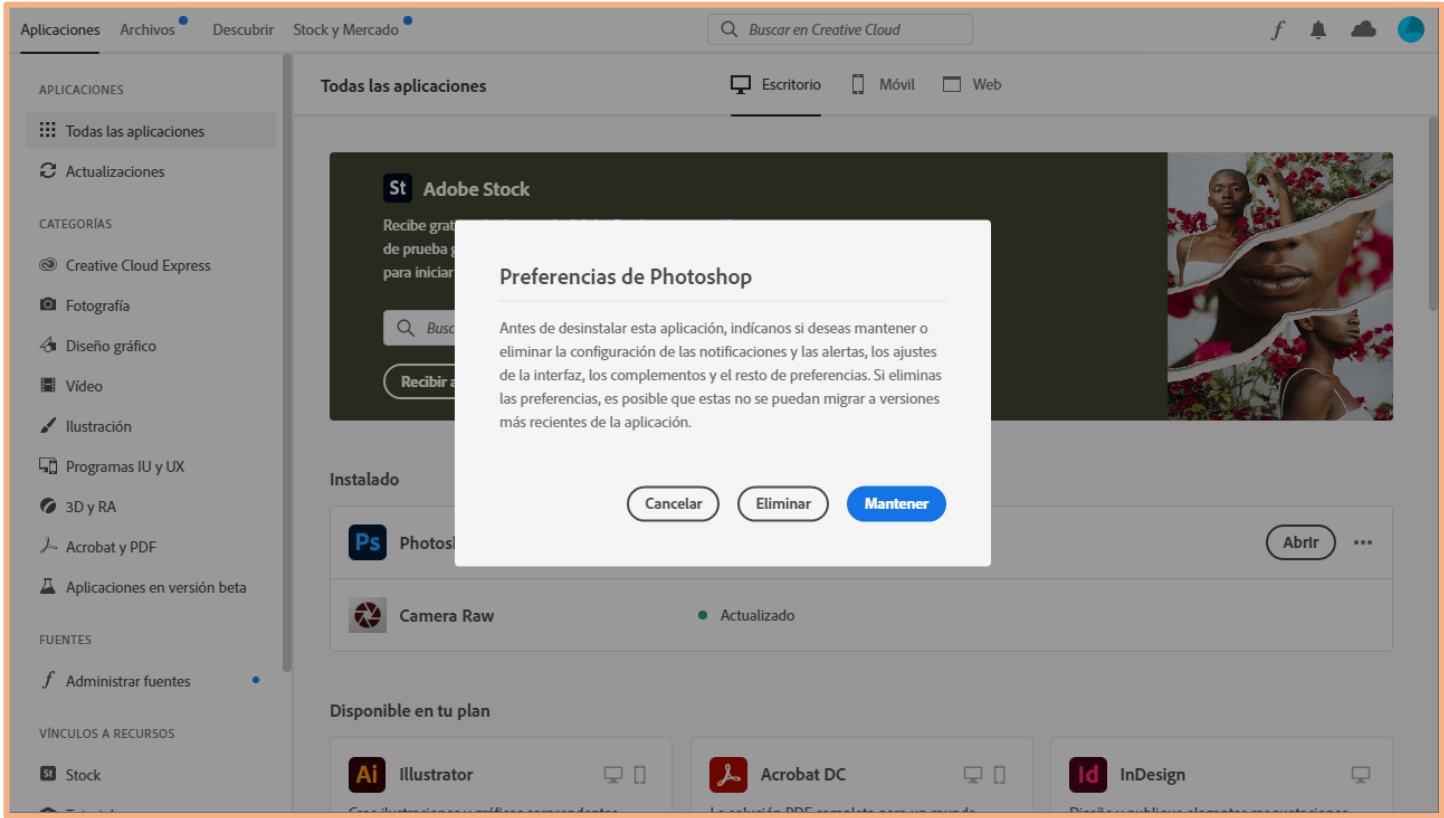 Aplicaciones Archivos Descubrir Stock y Mercado Buscar en Creative Cloud
APLICACIONES
Todas las aplicaciones
Actualizaciones
CATEGORÍAS
Creative Cloud Express
Fotografía
Diseño gráfico
Vídeo
Ilustración
Programas IU y UX
3D y RA
Acrobat y PDF
Aplicaciones en versión beta
FUENTES
Administrar fuentes
VÍNCULOS A RECURSOS
St Stock
Todas las aplicaciones Escritorio Móvil Web
St Adobe Stock
Recibe
de prueba
para iniciar
Recibir
Preferencias de Photoshop
Antes de desinstalar esta aplicación, indícanos si deseas mantener o
eliminar la configuración de las notificaciones y las alertas, los ajustes
de la interfaz, los complementos y el resto de preferencias. Si eliminas
las preferencias, es posible que estas no se puedan migrar a versiones
más recientes de la aplicación.
Cancelar Eliminar Mantener
Instalado
Ps Abrir
Camera Raw Actualizado
Disponible en tu plan
Ai Illustrator Acrobat DC Id InDesign